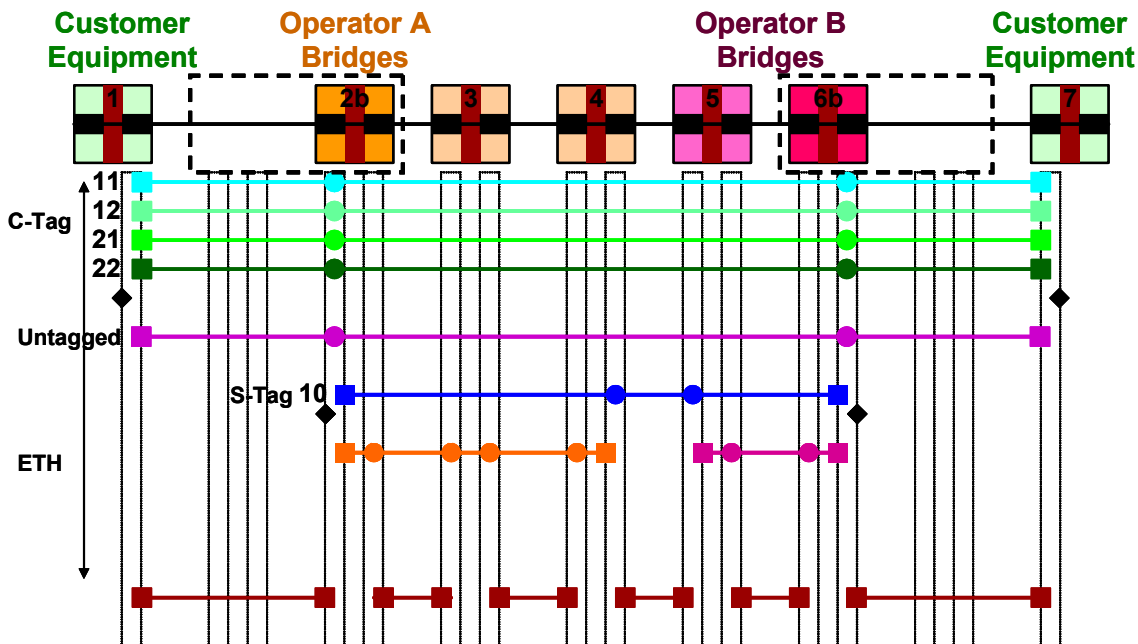 Customer
Equipment
Operator A
Bridges
Operator B
Bridges
Customer
Equipment
1
2b
3
4
5
6b
7
11
12
C-Tag
21
22
Untagged
S-Tag 10
ETH